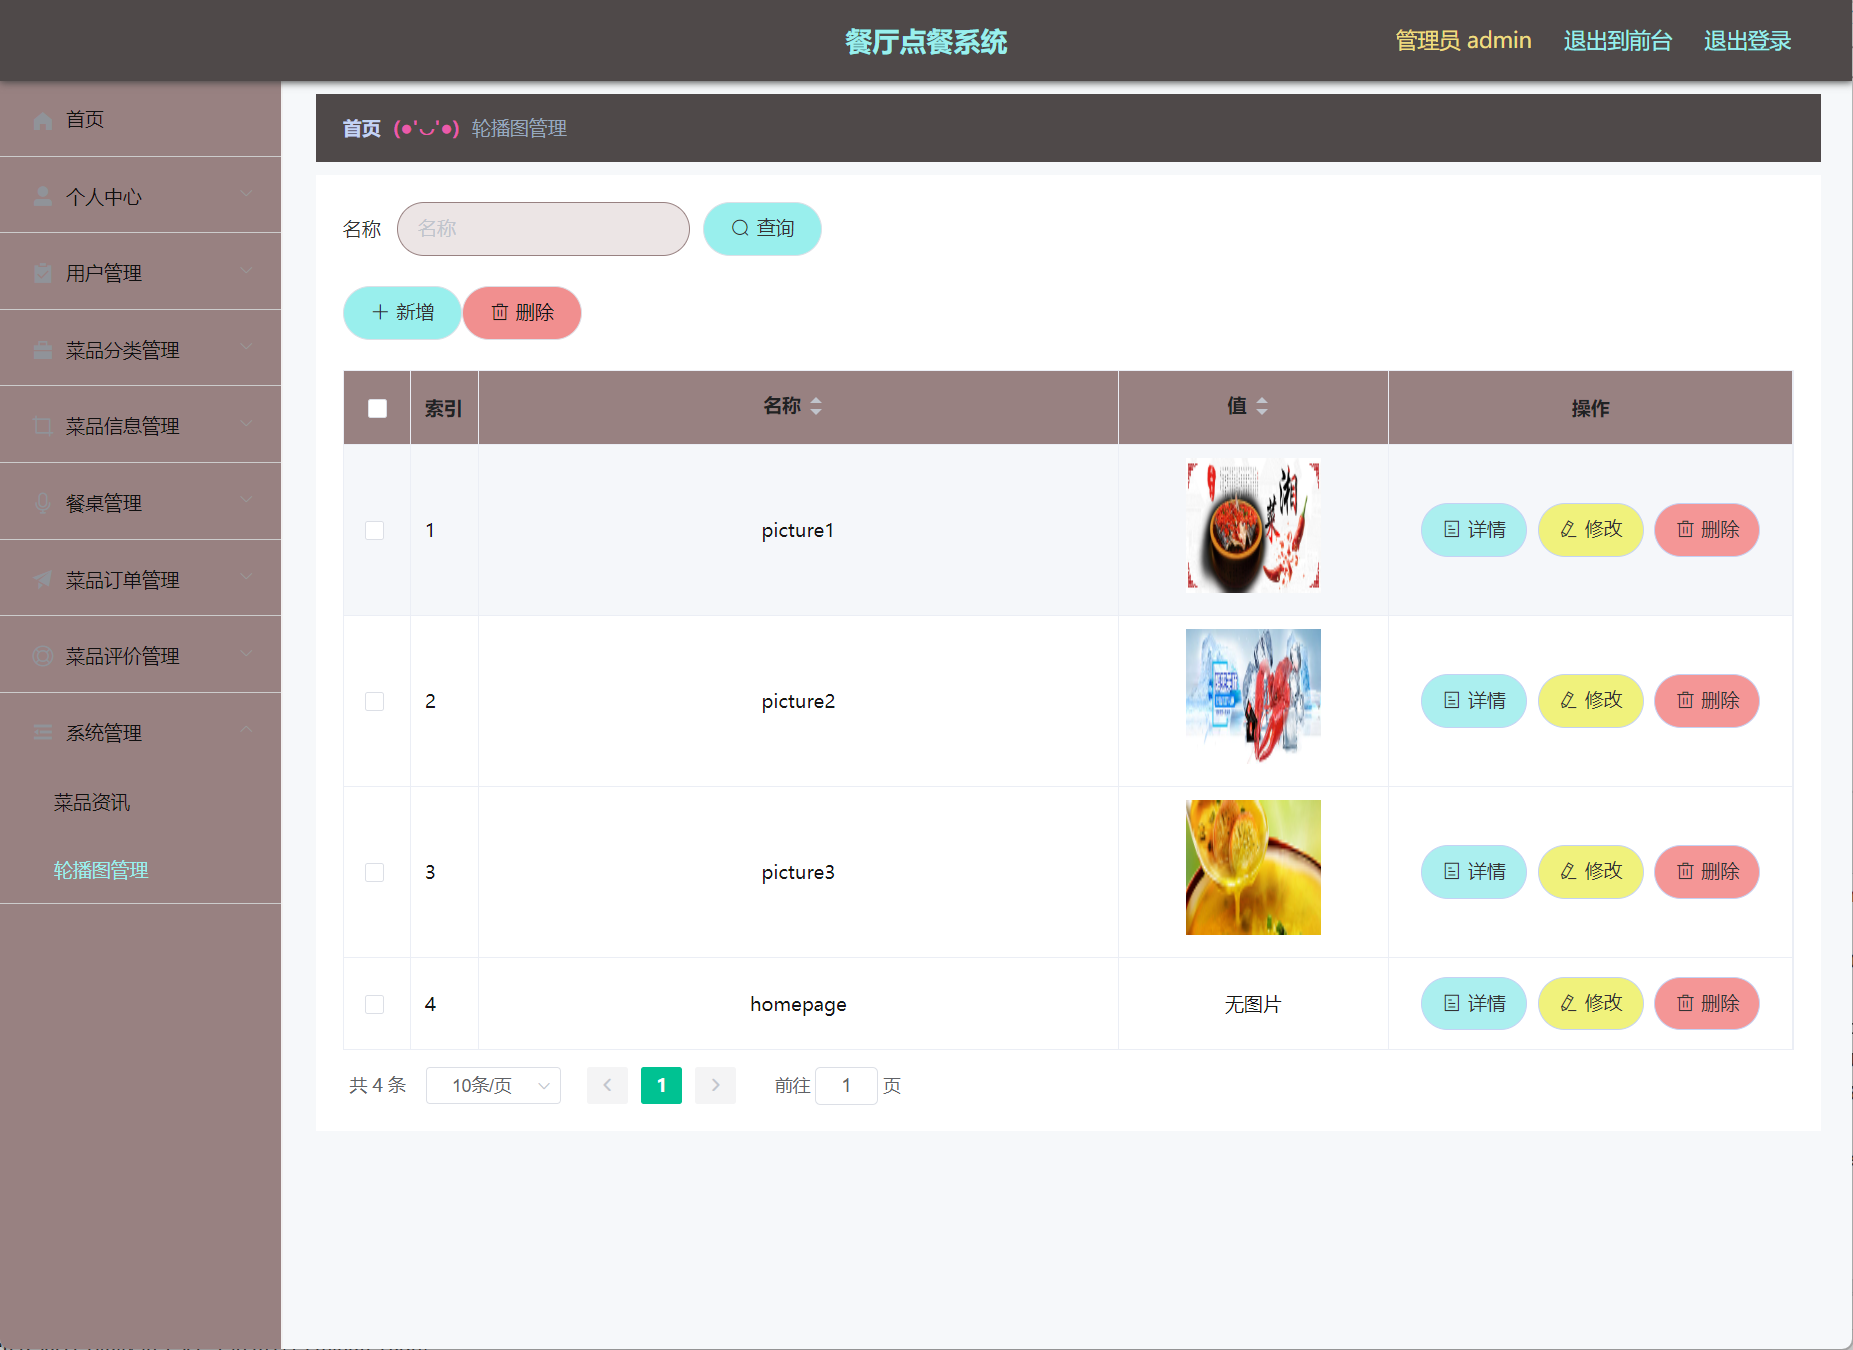 餐厅点餐系统
管理员 admin
退出到前台
退出登录
首页
个人中心
用户管理
菜品分类管理
菜品信息管理
餐桌管理
菜品订单管理
菜品评价管理
系统管理
菜品资讯
轮播图管理
首页 (●'◡'●) 轮播图管理
名称 名称 查询
新增 删除
索引 名称 值 操作
1 picture1 详情 修改 删除
湘菜
2 picture2 详情 修改 删除
3 picture3 详情 修改 删除
4 homepage 无图片 详情 修改 删除
共 4 条 10条/页 1 前往 1 页